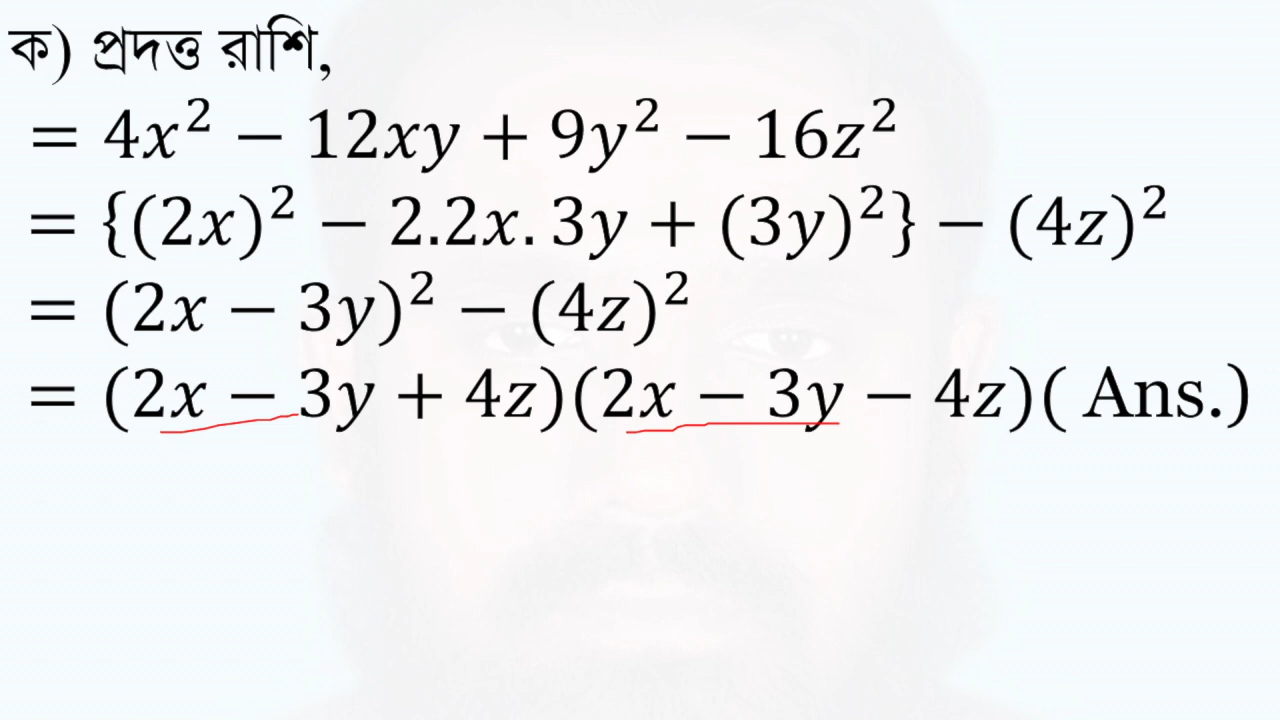 ক) প্রদত্ত রাশি,
= 4x² − 12xy + 9y² − 16z²
= {(2x)² − 2.2x. 3y + (3y)²} − (4z)²
= (2x − 3y)² − (4z)²
= (2x − 3y + 4z)(2x − 3y − 4z)( Ans.)